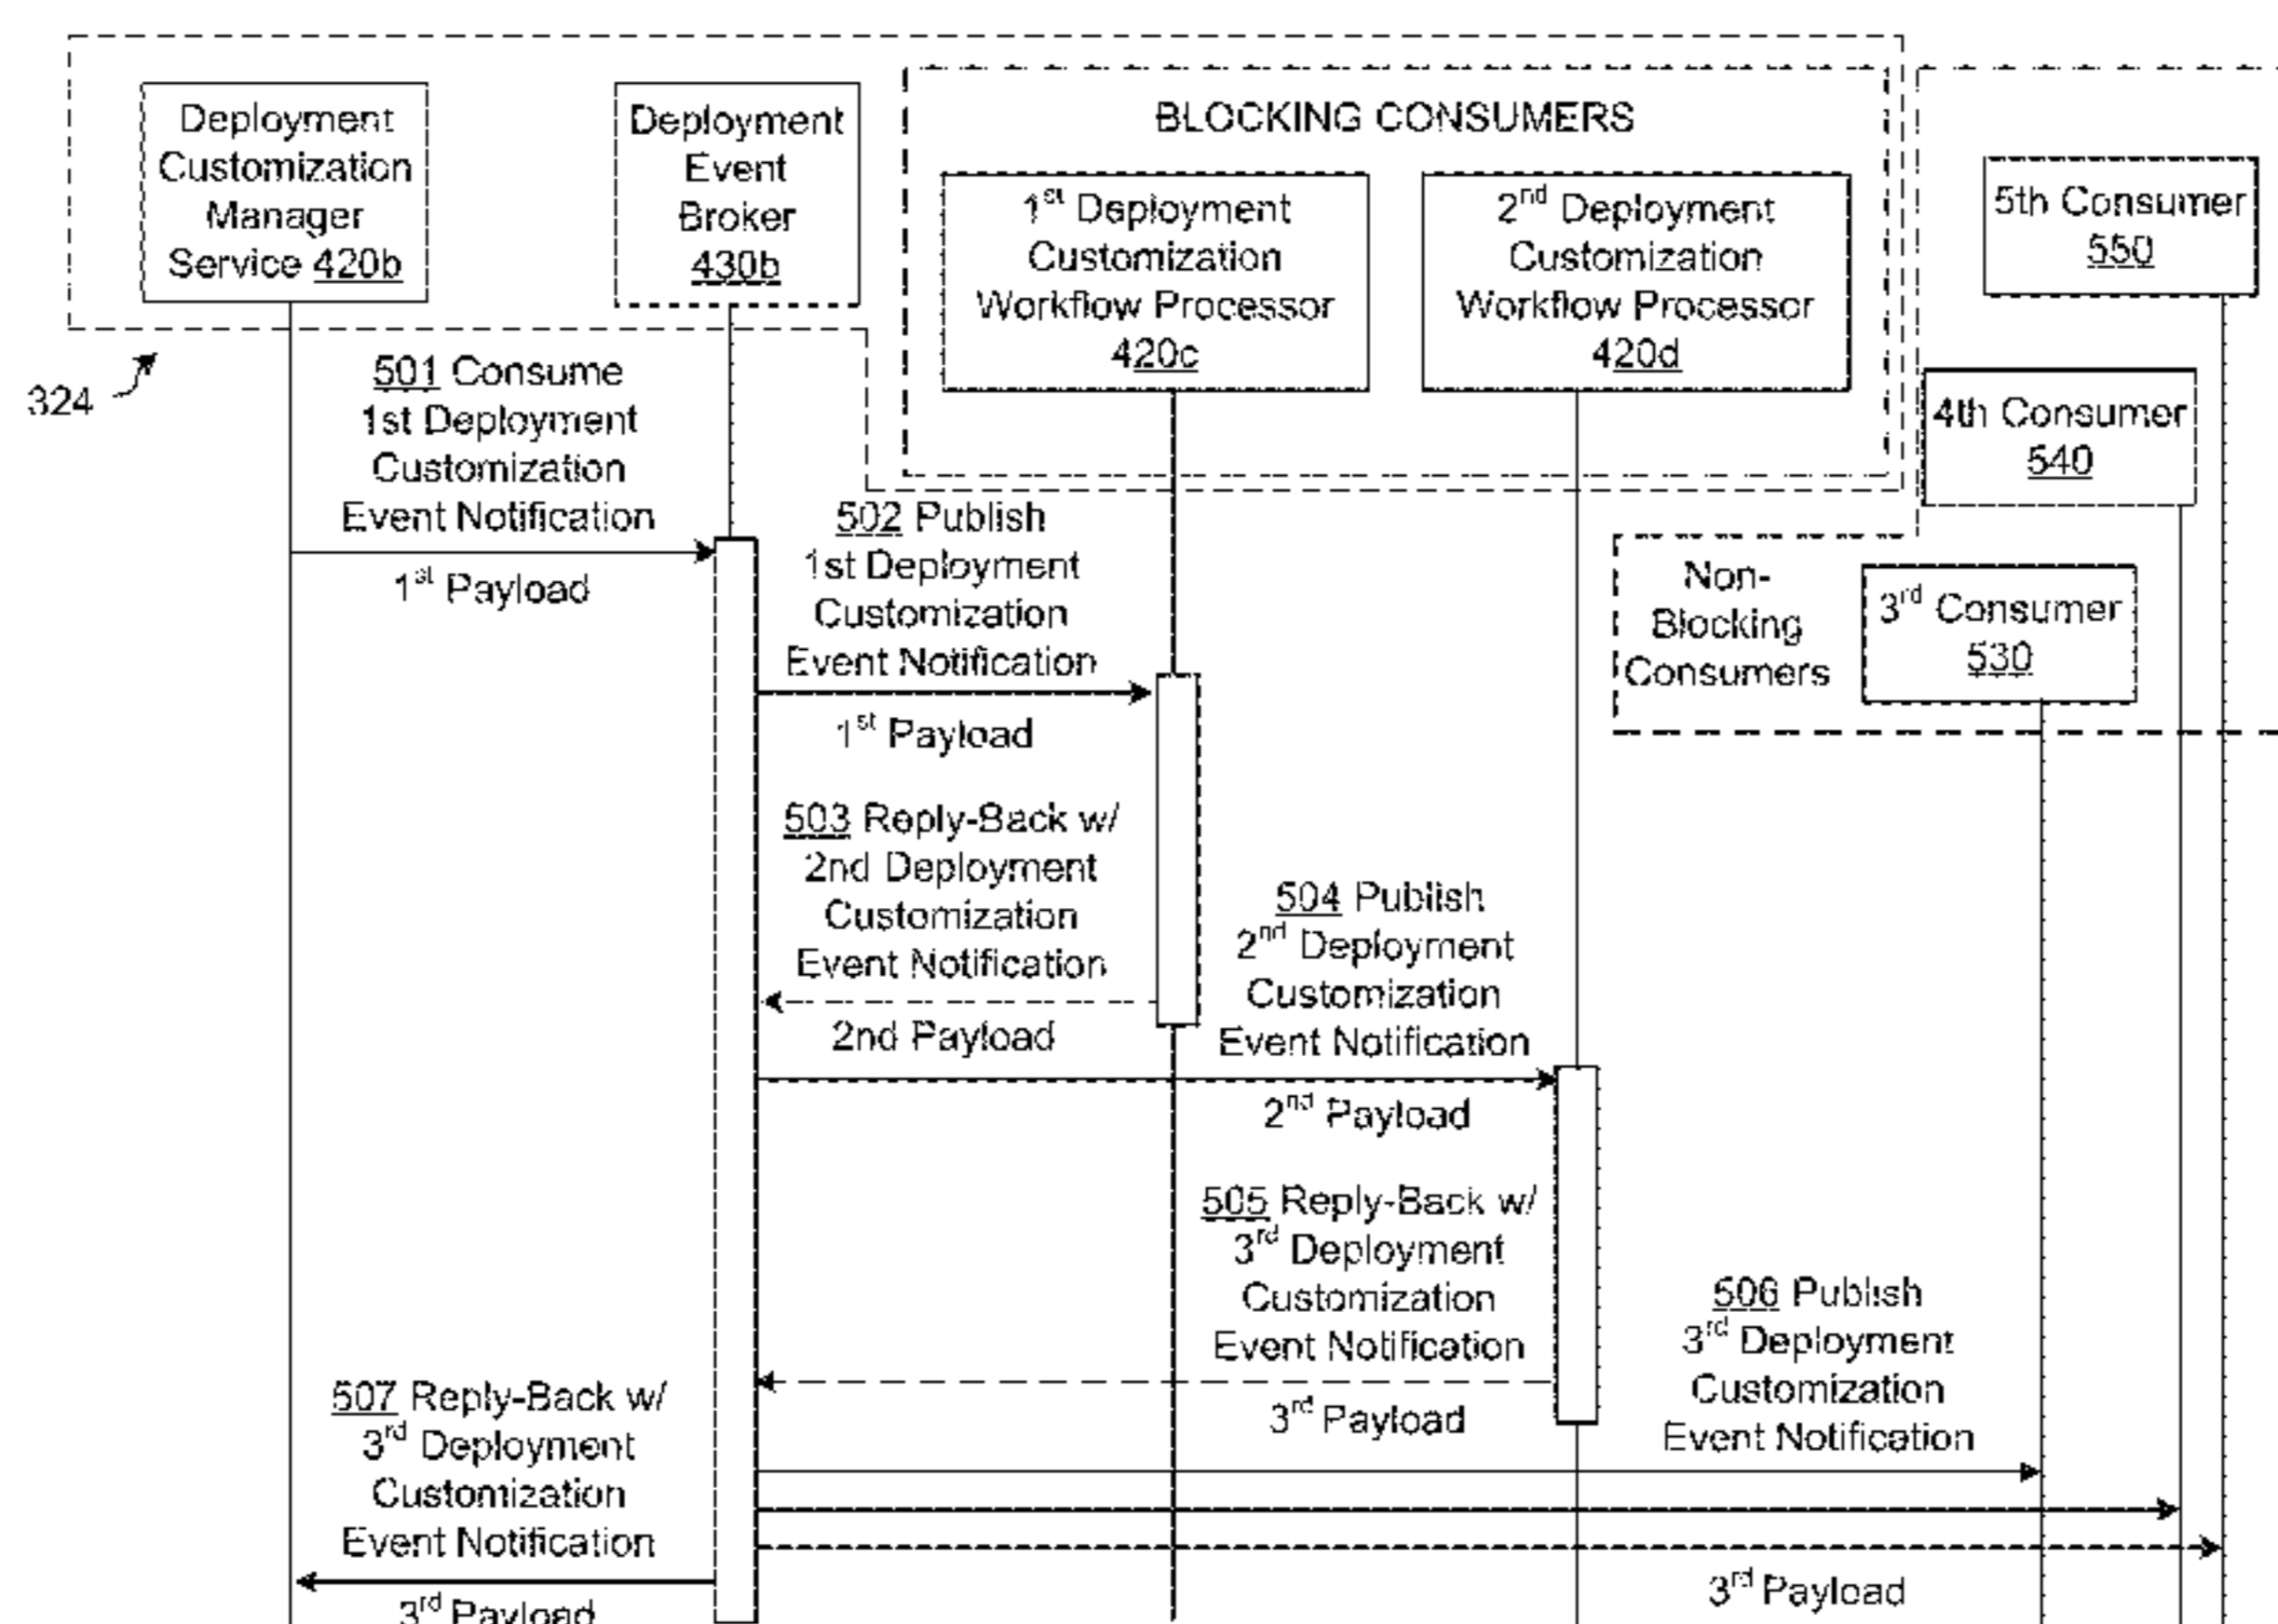 Deployment
Customization
Manager
Service 420b
Deployment
Event
Broker
430b
BLOCKING CONSUMERS
1st Deployment
Customization
Workflow Processor
420c
2nd Deployment
Customization
Workflow Processor
420d
5th Consumer
550
4th Consumer
540
Non-
Blocking
Consumers
3rd Consumer
530
324
501 Consume
1st Deployment
Customization
Event Notification
1st Payload
502 Publish
1st Deployment
Customization
Event Notification
1st Payload
503 Reply-Back w/
2nd Deployment
Customization
Event Notification
2nd Payload
504 Publish
2nd Deployment
Customization
Event Notification
2nd Payload
505 Reply-Back w/
3rd Deployment
Customization
Event Notification
3rd Payload
506 Publish
3rd Deployment
Customization
Event Notification
3rd Payload
507 Reply-Back w/
3rd Deployment
Customization
Event Notification
3rd Payload